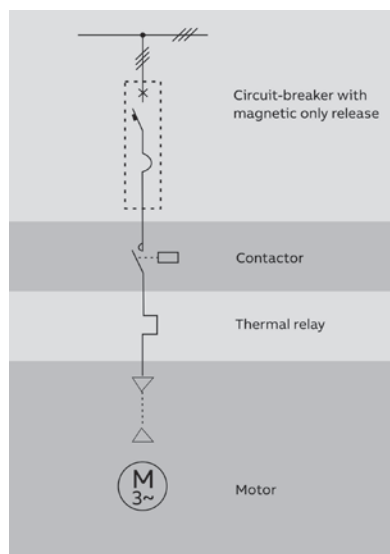 Circuit-breaker with
magnetic only release
Contactor
Thermal relay
M
3~
Motor